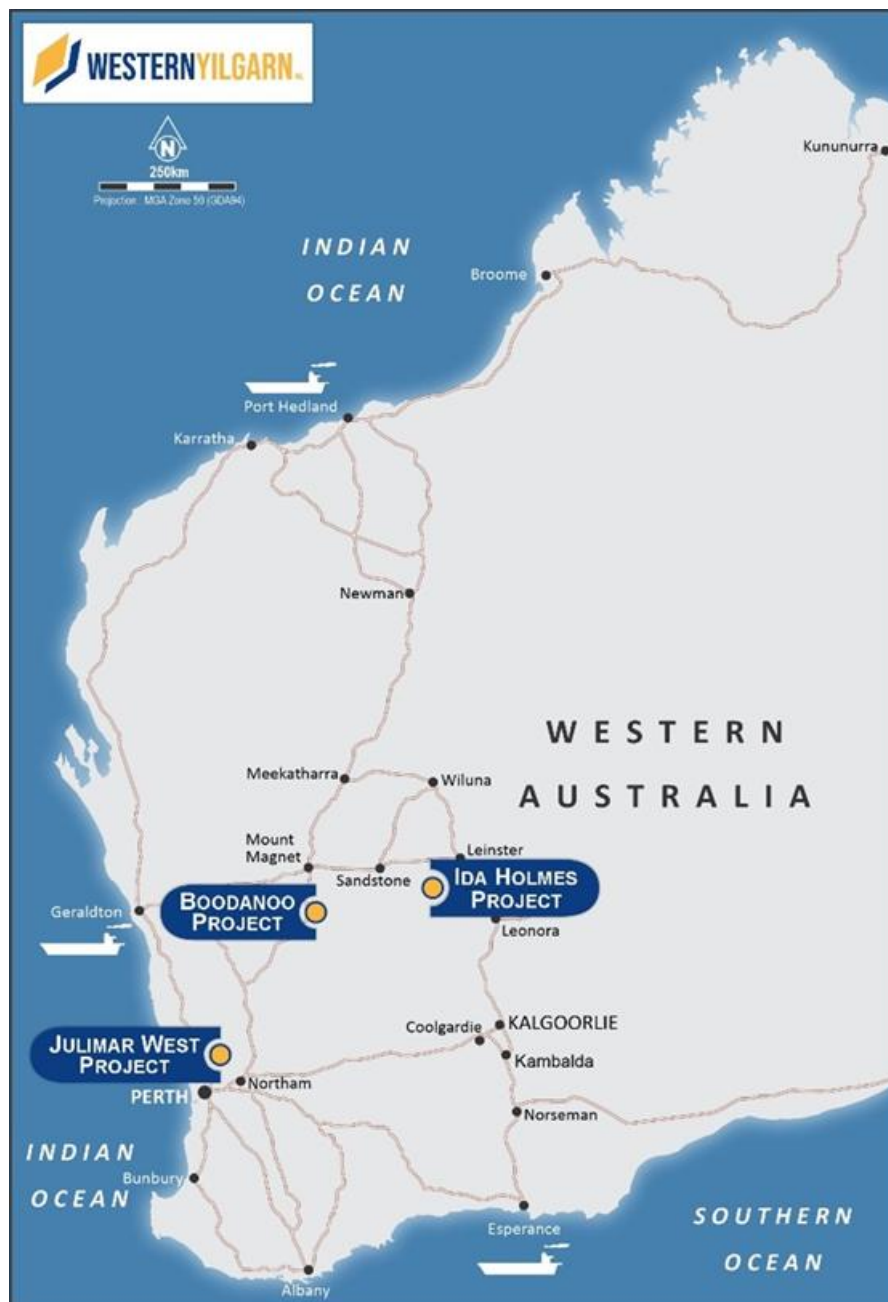 WESTERNYILGARN
N
250km
Projection : MGA Zone 50 (GDA94)
Kununurra
INDIAN
OCEAN
Broome
Port Hedland
Karratha
Newman
WESTERN
AUSTRALIA
Meekatharra
Wiluna
Mount
Magnet
Leinster
Sandstone
IDA HOLMES
PROJECT
BOODANOO
PROJECT
Geraldton
Leonora
KALGOORLIE
Coolgardie
Kambalda
JULIMAR WEST
PROJECT
Northam
PERTH
Norseman
INDIAN
OCEAN
Bunbury
Esperance
SOUTHERN
OCEAN
Albany